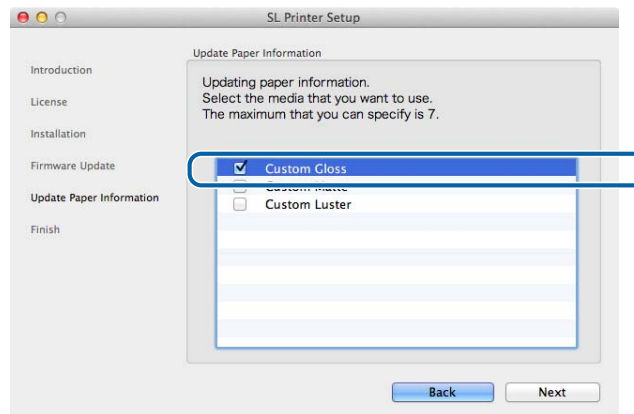 SL Printer Setup
Introduction
License
Installation
Firmware Update
Update Paper Information
Finish
Update Paper Information
Updating paper information.
Select the media that you want to use.
The maximum that you can specify is 7.
Custom Gloss
Custom Matte
Custom Luster
Back
Next